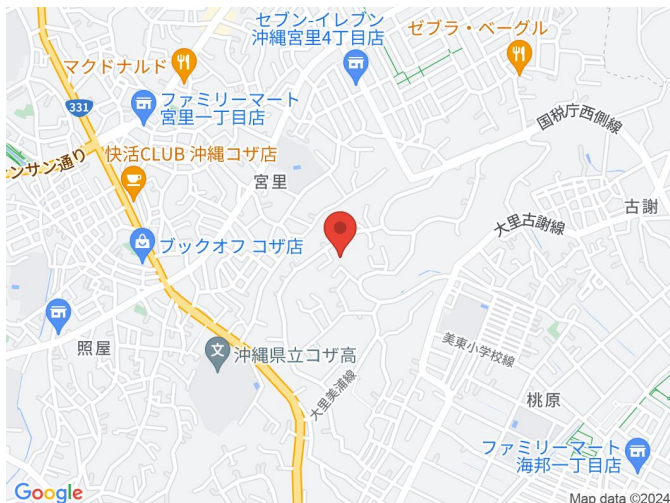 セブン-イレブン
沖縄宮里4丁目店
ゼブラ・ベーグル
マクドナルド
331
ファミリーマート
宮里一丁目店
国税庁西側線
ンサン通り
快活CLUB 沖縄コザ店
宮里
古謝
大里古謝線
ブックオフ コザ店
照屋
文
沖縄県立コザ高
美東小学校線
大里美浦線
桃原
ファミリーマート
海邦一丁目店
Google
Map data ©2024